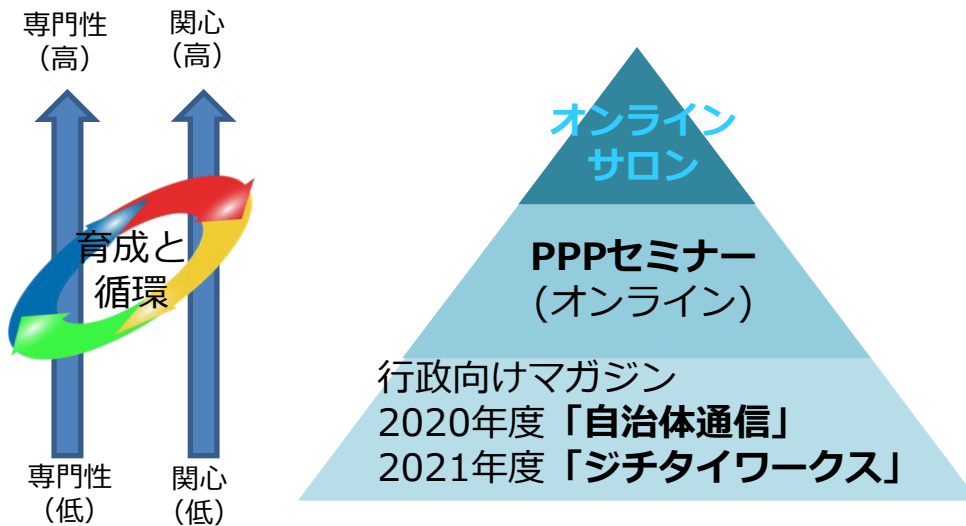 専門性
（高）
関心
（高）
育成と
循環
専門性
（低）
関心
（低）
オンライン
サロン
PPPセミナー
(オンライン)
行政向けマガジン
2020年度「自治体通信」
2021年度「ジチタイワークス」